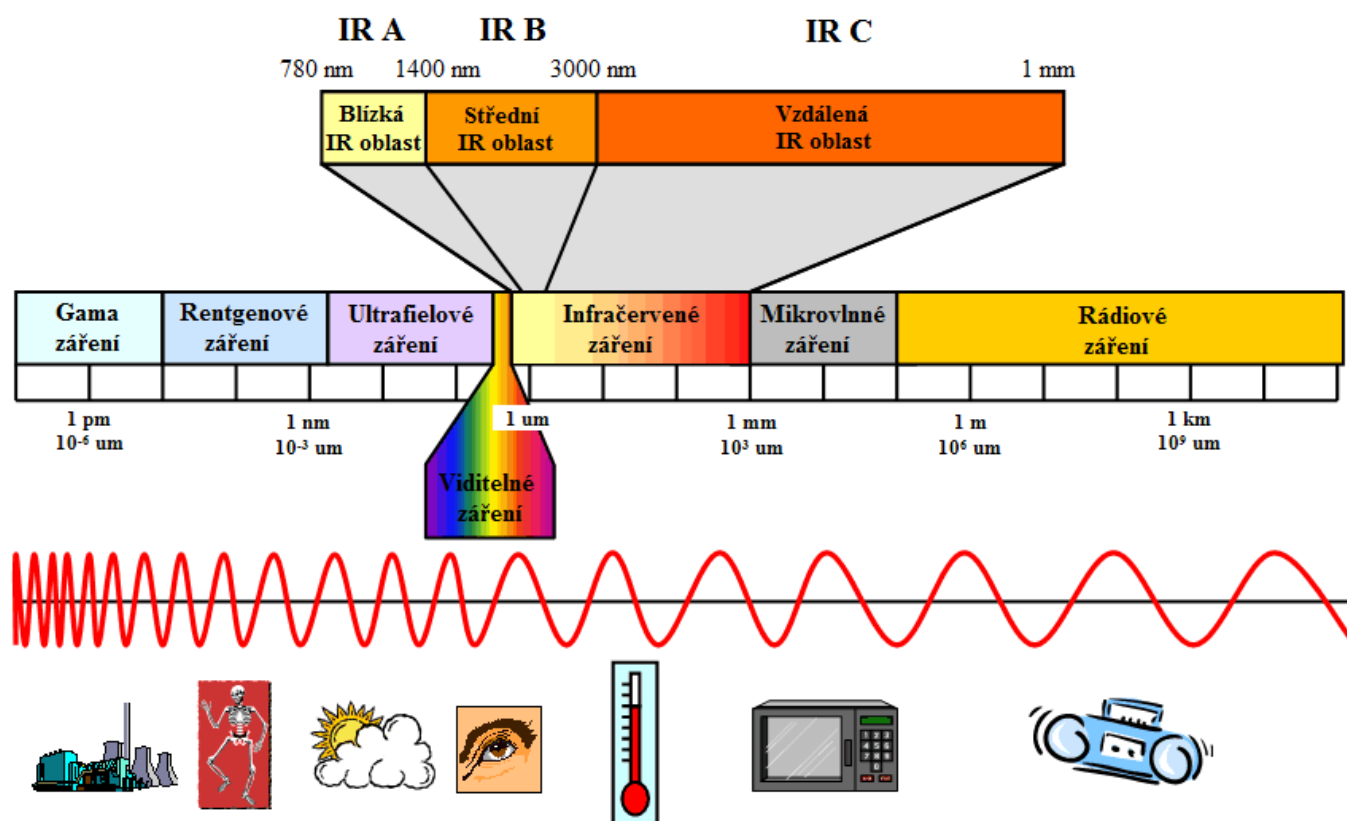 IR A IR B IR C
780 nm 1400 nm 3000 nm 1 mm
Blízká
IR oblast
Střední
IR oblast
Vzdálená
IR oblast
Gama
záření
Rentgenové
záření
Ultrafielové
záření
Infračervené
záření
Mikrovlnné
záření
Rádiové
záření
1 pm
10⁻⁶ um
1 nm
10⁻³ um
1 um
1 mm
10³ um
1 m
10⁶ um
1 km
10⁹ um
Viditelné
záření